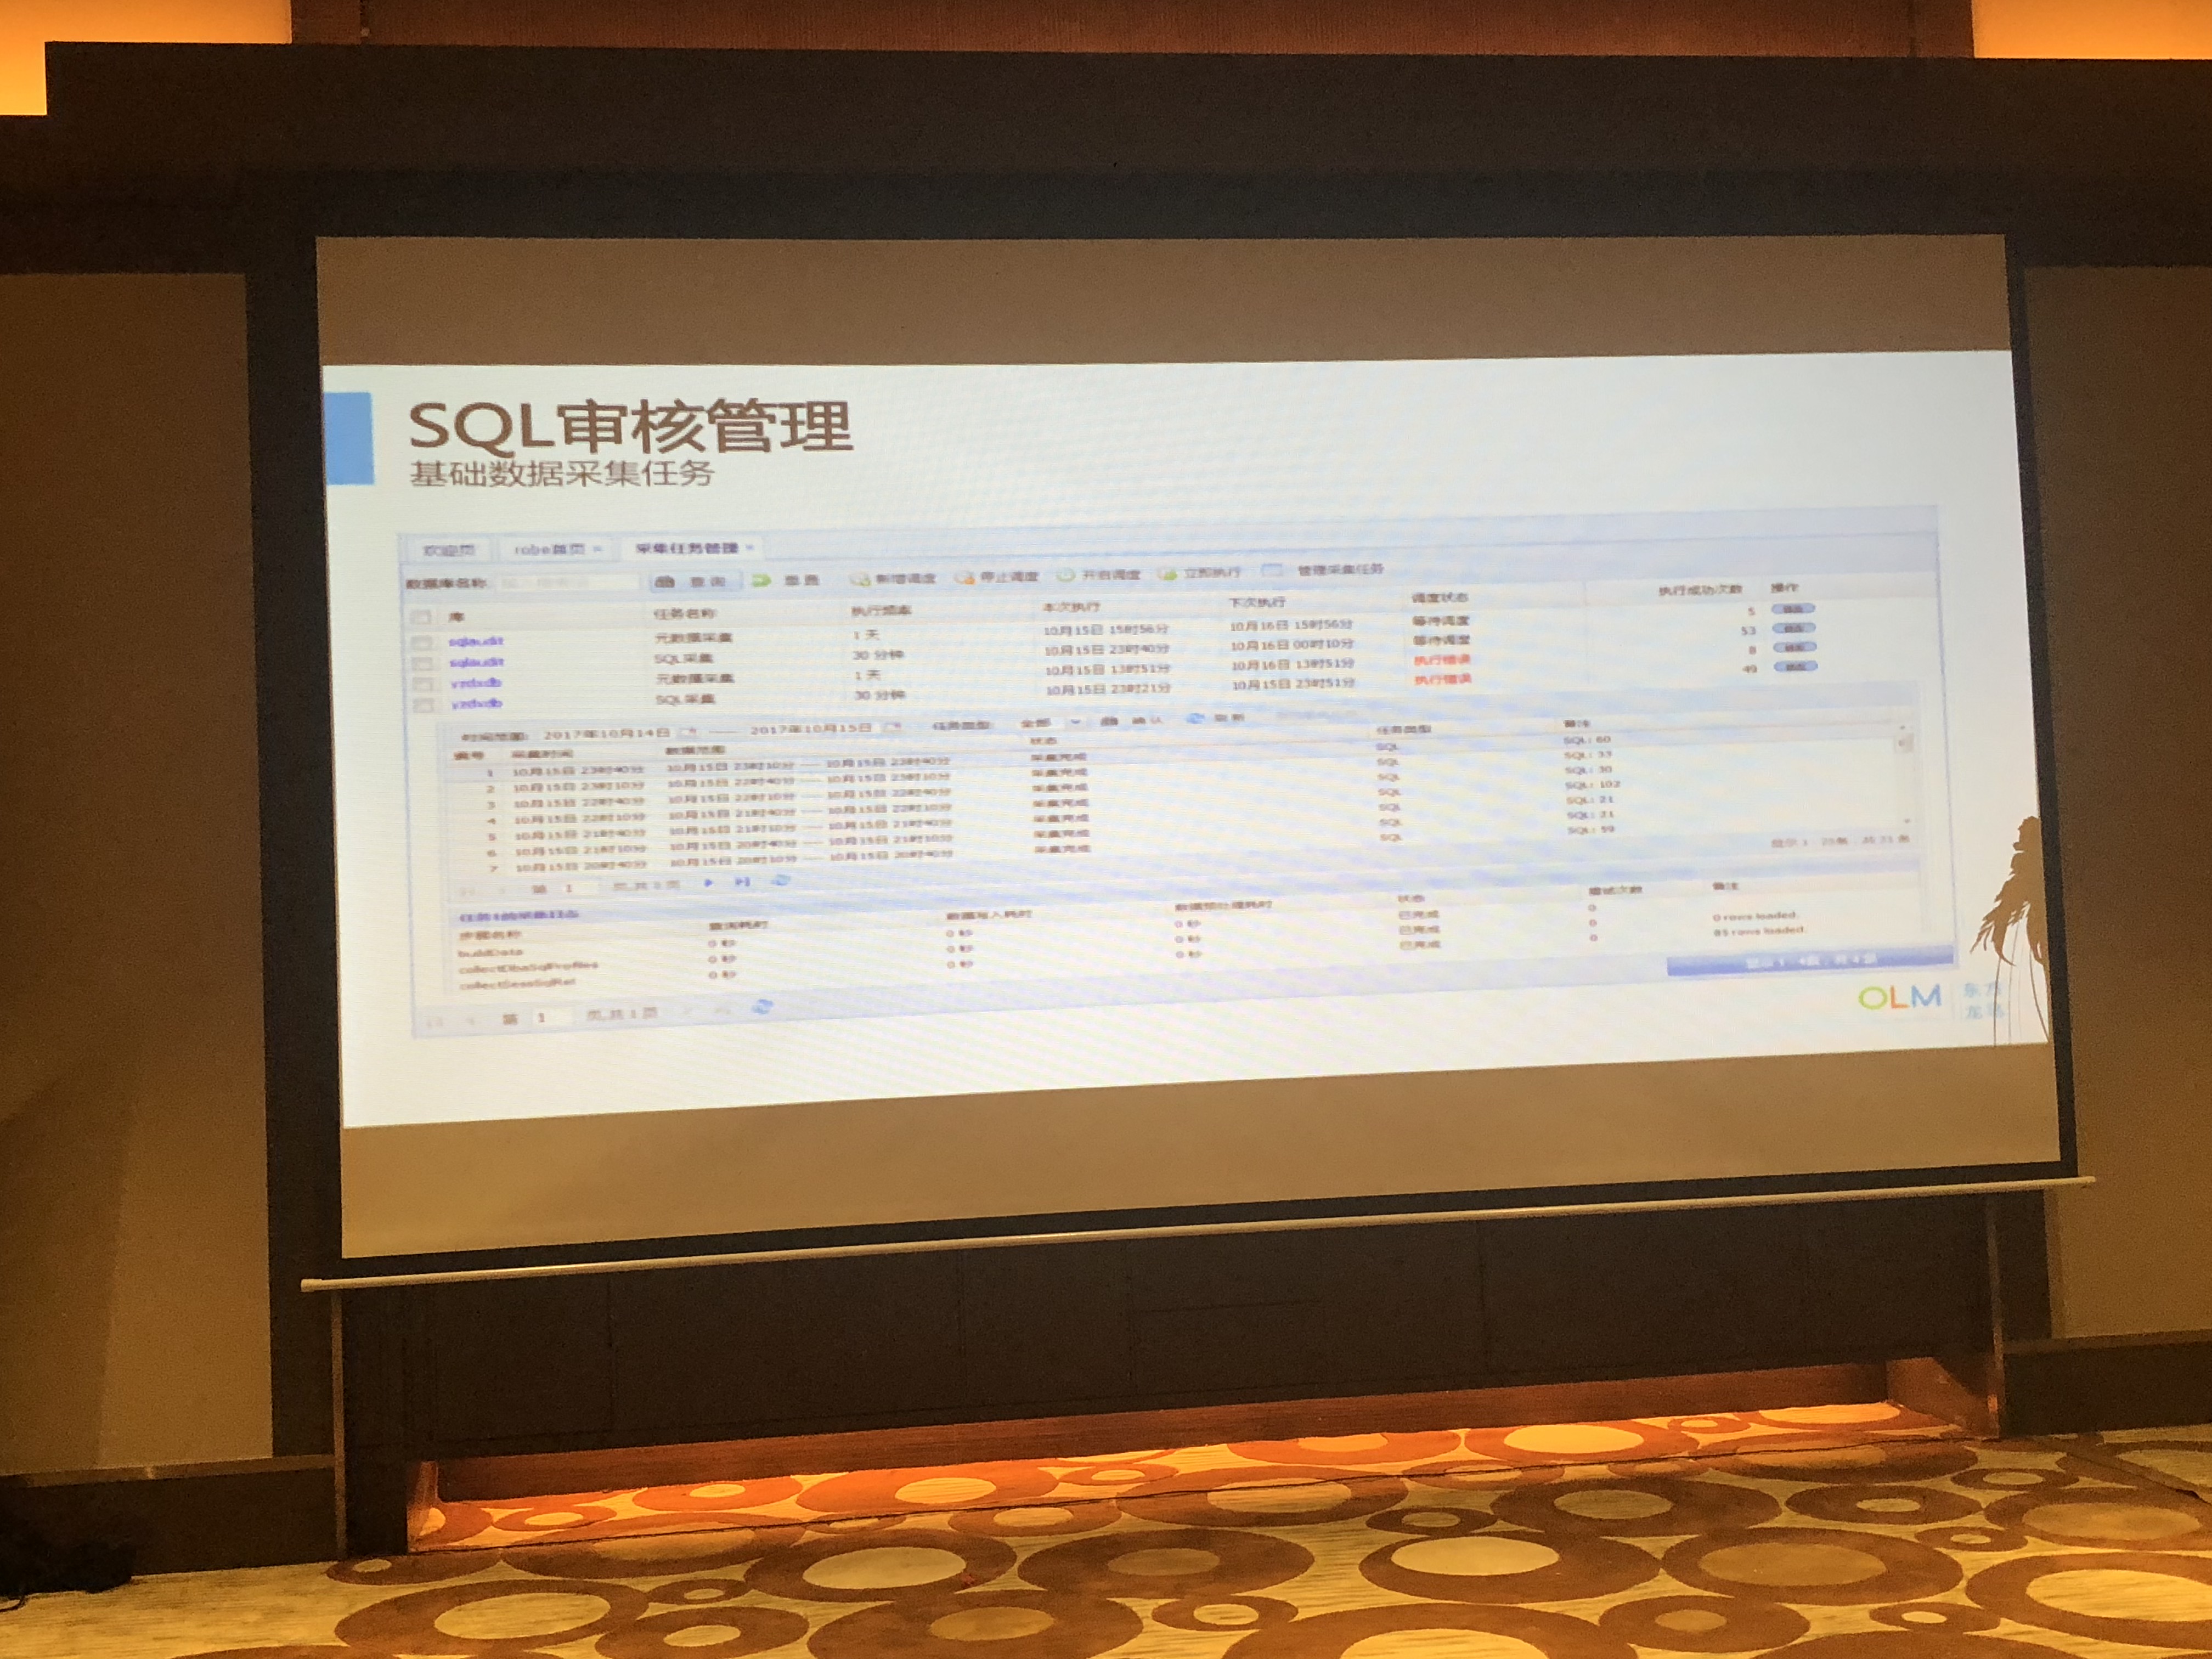 SQL审核管理
基础数据采集任务
欢迎页 robe首页 采集任务管理
数据库名称 查询 重置 新增调度 停止调度 开启调度 立即执行 管理采集任务
库 任务名称 执行频率 本次执行 下次执行 调度状态 执行成功次数 操作
sqlaudit 元数据采集 1 天 10月15日 15时56分 10月16日 15时56分 等待调度 5
sqlaudit SQL采集 30 分钟 10月15日 23时40分 10月16日 00时10分 等待调度 53
yzdxdb 元数据采集 1 天 10月15日 13时51分 10月16日 13时51分 执行错误 8
yzdxdb SQL采集 30 分钟 10月15日 23时21分 10月15日 23时51分 执行错误 49
时间范围: 2017年10月14日 — 2017年10月15日 任务类型: 全部 确认 刷新
编号 采集时间 数据范围 状态 任务类型 备注
1 10月15日 23时40分 10月15日 23时10分 — 10月15日 23时40分 采集完成 SQL SQL: 60
2 10月15日 23时10分 10月15日 22时40分 — 10月15日 23时10分 采集完成 SQL SQL: 33
3 10月15日 22时40分 10月15日 22时10分 — 10月15日 22时40分 采集完成 SQL SQL: 30
4 10月15日 22时10分 10月15日 21时40分 — 10月15日 22时10分 采集完成 SQL SQL: 102
5 10月15日 21时40分 10月15日 21时10分 — 10月15日 21时40分 采集完成 SQL SQL: 21
6 10月15日 21时10分 10月15日 20时40分 — 10月15日 21时10分 采集完成 SQL SQL: 21
7 10月15日 20时40分 10月15日 20时10分 — 10月15日 20时40分 采集完成 SQL SQL: 59
第 1 页,共 2 页
任务1的采集日志
步骤名称 查询耗时 数据写入耗时 数据预处理耗时 状态 重试次数 备注
buildData 0 秒 0 秒 0 秒 已完成 0
collectDbaSqlProfiles 0 秒 0 秒 0 秒 已完成 0 0 rows loaded.
collectSessSqlRel 0 秒 0 秒 0 秒 已完成 0 85 rows loaded.
第 1 页,共 1 页
OLM 东方龙马